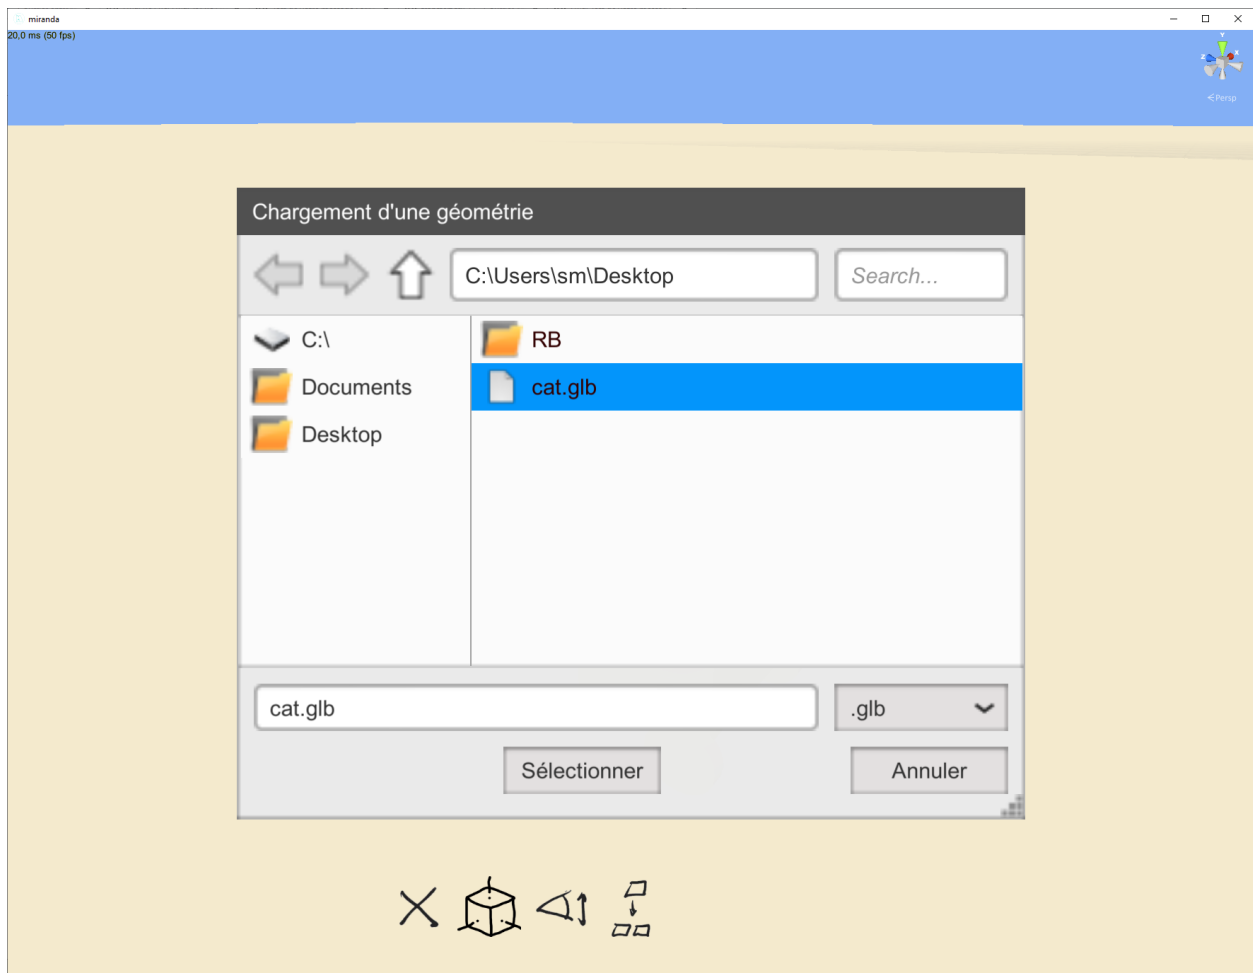 miranda
20,0 ms (50 fps)
Y
Z
X
<Persp
Chargement d'une géométrie
C:\Users\sm\Desktop
Search...
C:\
Documents
Desktop
RB
cat.glb
cat.glb
.glb
Sélectionner
Annuler